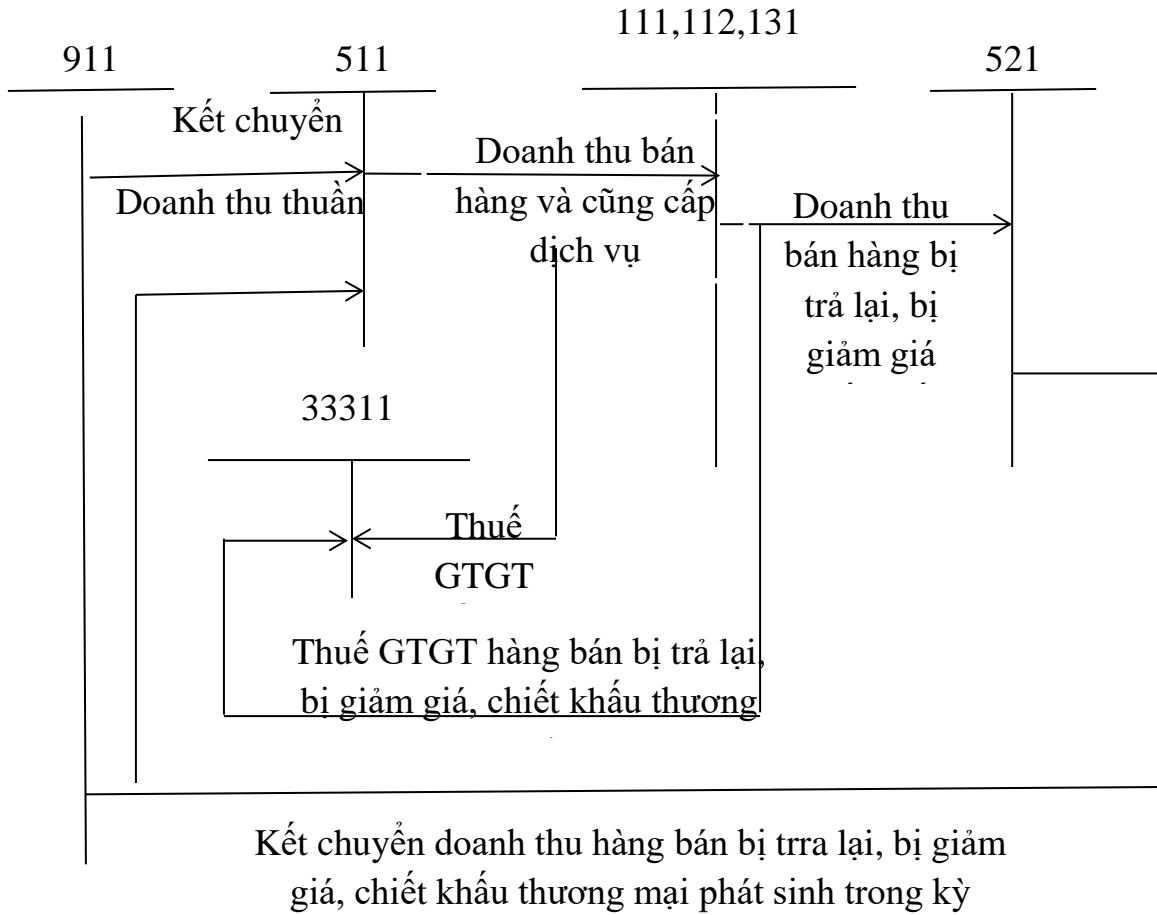 111,112,131
911
511
521
Kết chuyển
Doanh thu thuần
Doanh thu bán
hàng và cũng cấp
dịch vụ
Doanh thu
bán hàng bị
trả lại, bị
giảm giá
33311
Thuế
GTGT
Thuế GTGT hàng bán bị trả lại,
bị giảm giá, chiết khấu thương
Kết chuyển doanh thu hàng bán bị trra lại, bị giảm
giá, chiết khấu thương mại phát sinh trong kỳ